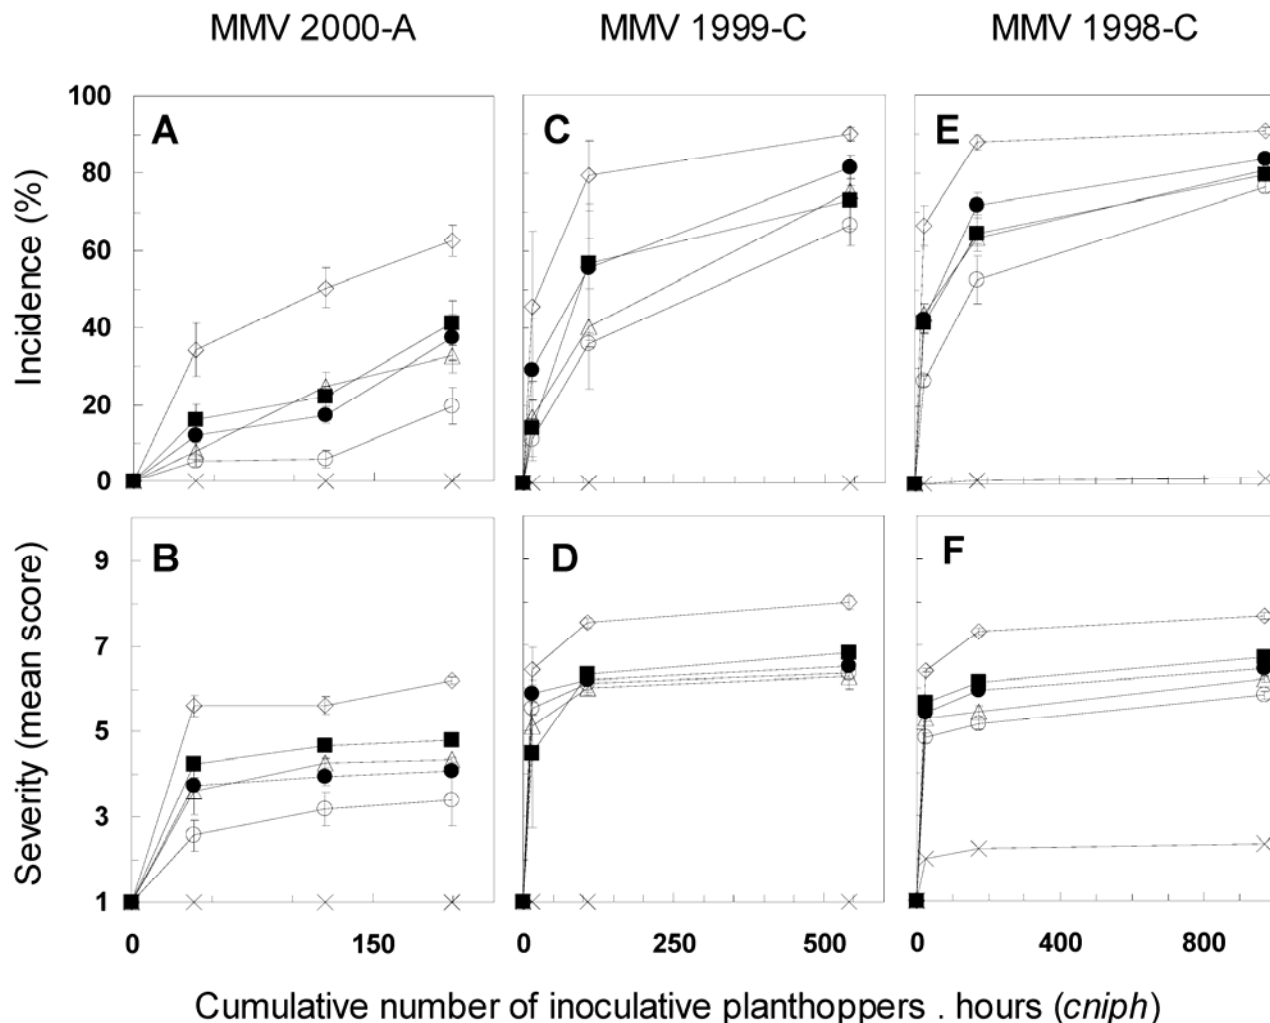 MMV 2000-A MMV 1999-C MMV 1998-C
100
80
60
40
20
0
Incidence (%)
A
C
E
9
7
5
3
1
Severity (mean score)
B
D
F
0 150 0 250 500 0 400 800
Cumulative number of inoculative planthoppers . hours (cniph)